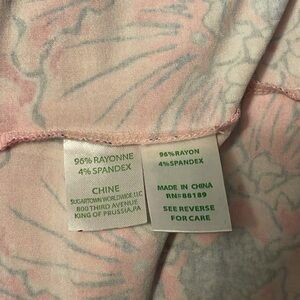 96% RAYONNE
4% SPANDEX
CHINE
SUGARTOWN WORLDWIDE LLC
800 THIRD AVENUE
KING OF PRUSSIA, PA
96% RAYON
4% SPANDEX
MADE IN CHINA
RN# 88189
SEE REVERSE
FOR CARE